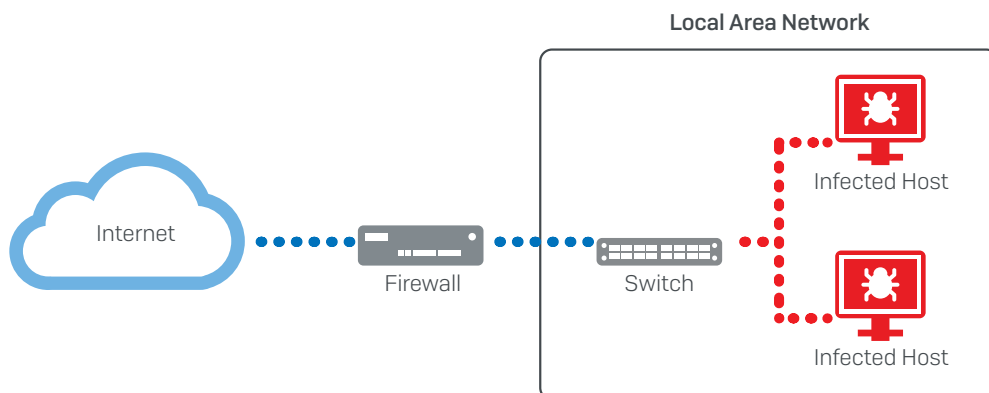 Local Area Network
Internet
Firewall
Switch
Infected Host
Infected Host